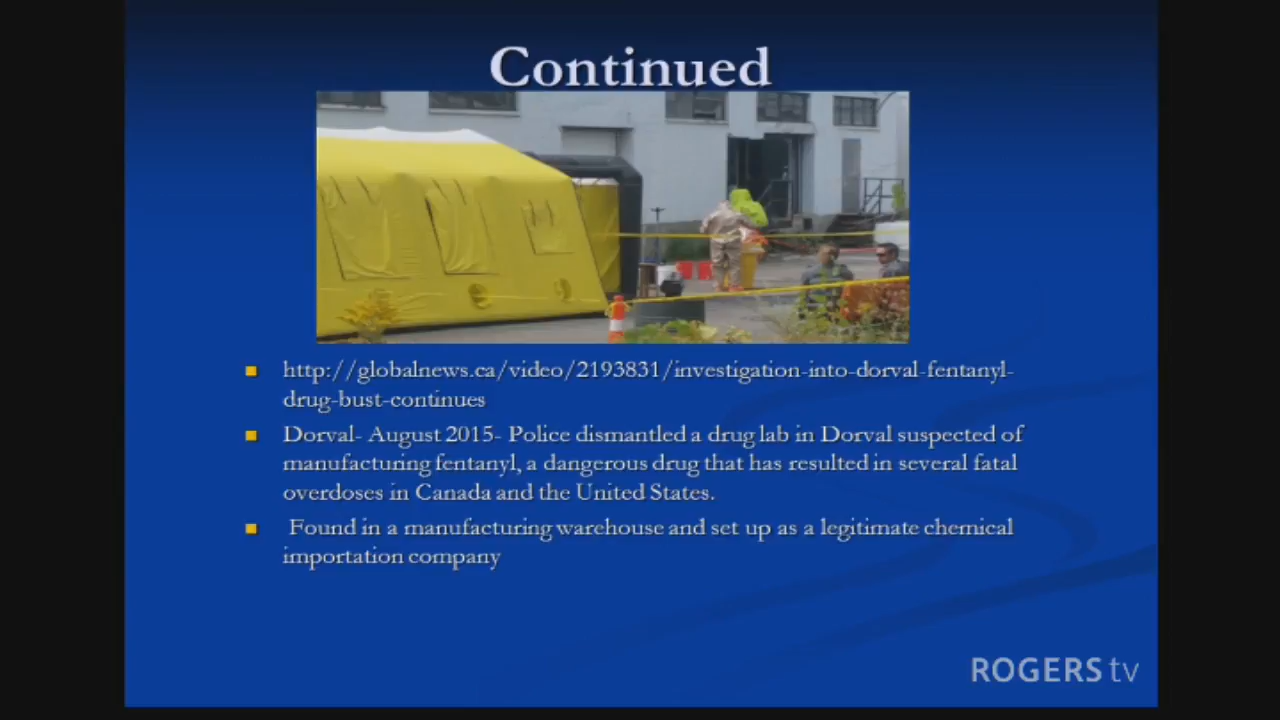 Continued
http://globalnews.ca/video/2193831/investigation-into-dorval-fentanyl-
drug-bust-continues
Dorval- August 2015- Police dismantled a drug lab in Dorval suspected of
manufacturing fentanyl, a dangerous drug that has resulted in several fatal
overdoses in Canada and the United States.
Found in a manufacturing warehouse and set up as a legitimate chemical
importation company
ROGERS tv